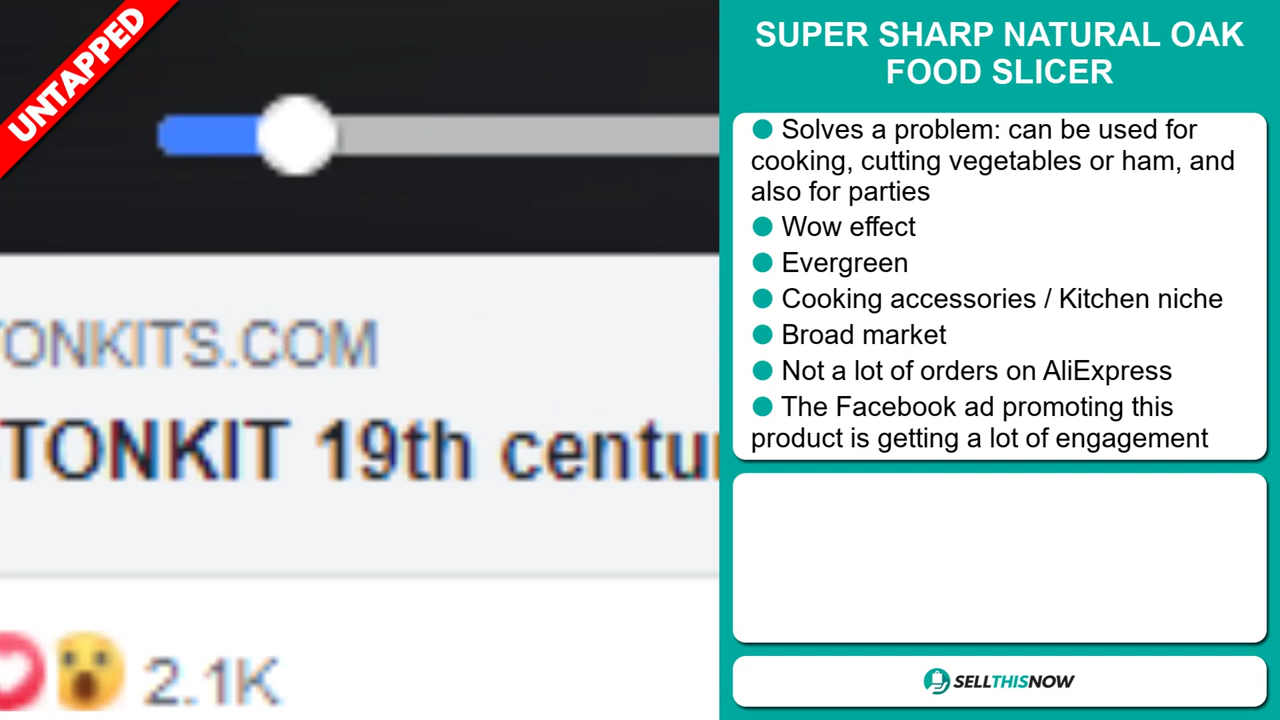 UNTAPPED
TONKITS.COM
TONKIT 19th centu
2.1K
SUPER SHARP NATURAL OAK
FOOD SLICER
● Solves a problem: can be used for
cooking, cutting vegetables or ham, and
also for parties
● Wow effect
● Evergreen
● Cooking accessories / Kitchen niche
● Broad market
● Not a lot of orders on AliExpress
● The Facebook ad promoting this
product is getting a lot of engagement
SELLTHISNOW